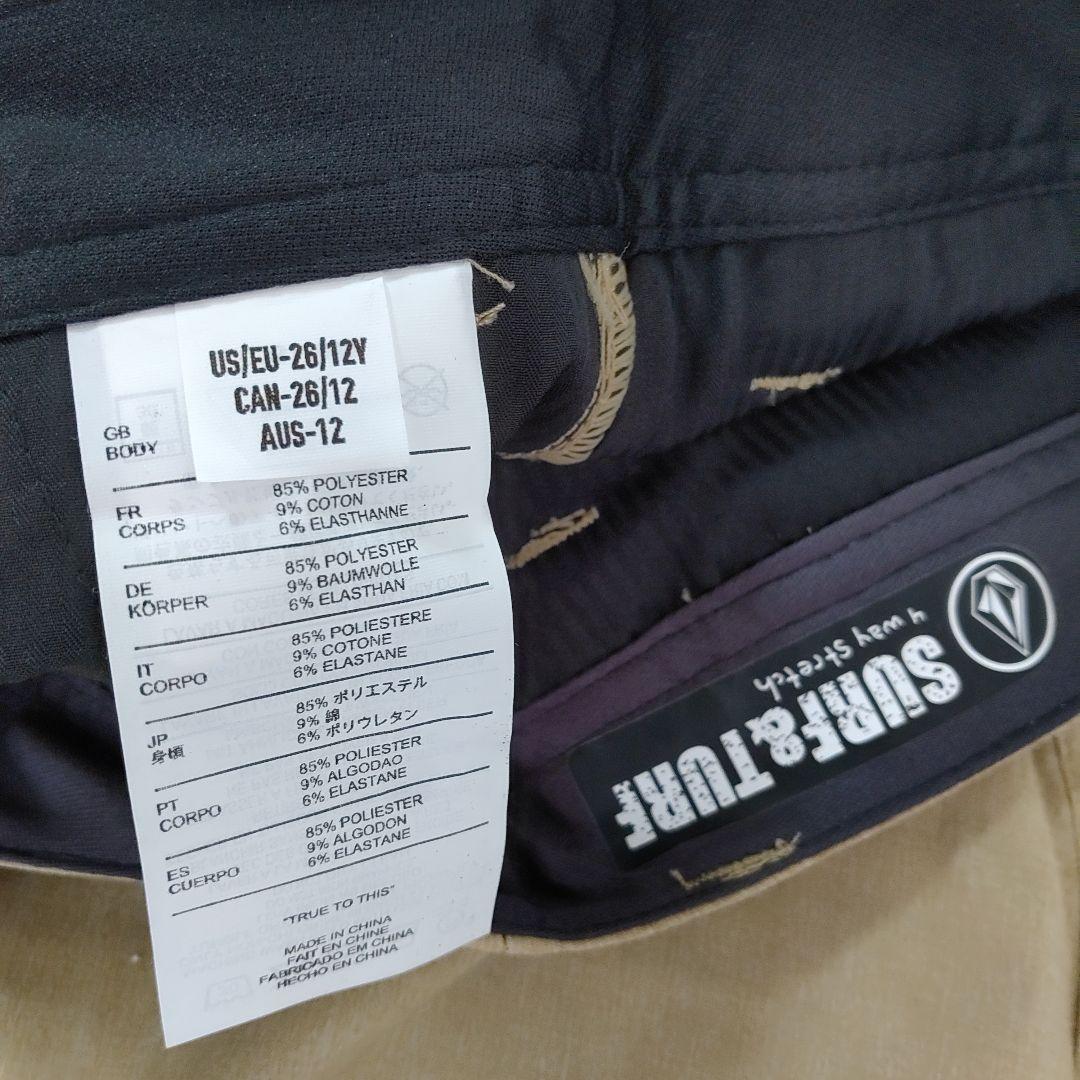 US/EU-26/12Y
CAN-26/12
AUS-12
GB
BODY
FR
CORPS
85% POLYESTER
9% COTON
6% ELASTHANNE
DE
KÖRPER
85% POLYESTER
9% BAUMWOLLE
6% ELASTHAN
IT
CORPO
85% POLIESTERE
9% COTONE
6% ELASTANE
JP
身頃
85% ポリエステル
9% 綿
6% ポリウレタン
PT
CORPO
85% POLIESTER
9% ALGODAO
6% ELASTANE
ES
CUERPO
85% POLIESTER
9% ALGODON
6% ELASTANE
"TRUE TO THIS"
MADE IN CHINA
FAIT EN CHINE
FABRICADO EM CHINA
HECHO EN CHINA
SURF&TURF
4 way Stretch